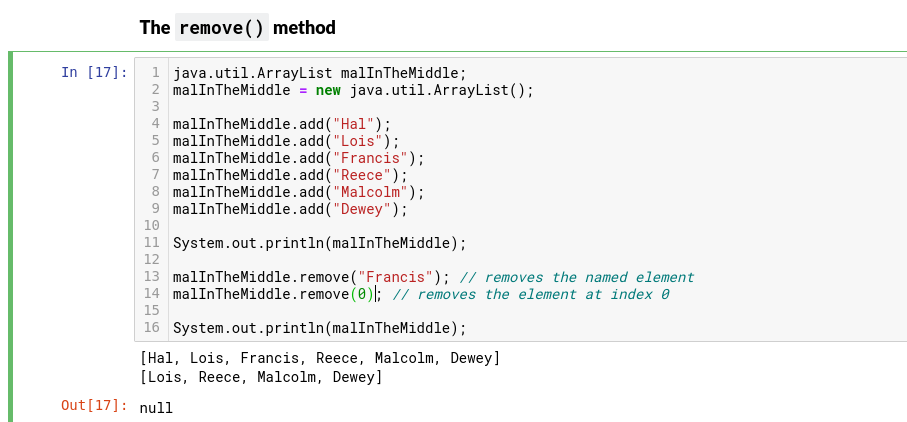 The remove() method
In [17]:
1 java.util.ArrayList malInTheMiddle;
2 malInTheMiddle = new java.util.ArrayList();
3
4 malInTheMiddle.add("Hal");
5 malInTheMiddle.add("Lois");
6 malInTheMiddle.add("Francis");
7 malInTheMiddle.add("Reece");
8 malInTheMiddle.add("Malcolm");
9 malInTheMiddle.add("Dewey");
10
11 System.out.println(malInTheMiddle);
12
13 malInTheMiddle.remove("Francis"); // removes the named element
14 malInTheMiddle.remove(0); // removes the element at index 0
15
16 System.out.println(malInTheMiddle);
[Hal, Lois, Francis, Reece, Malcolm, Dewey]
[Lois, Reece, Malcolm, Dewey]
Out[17]: null